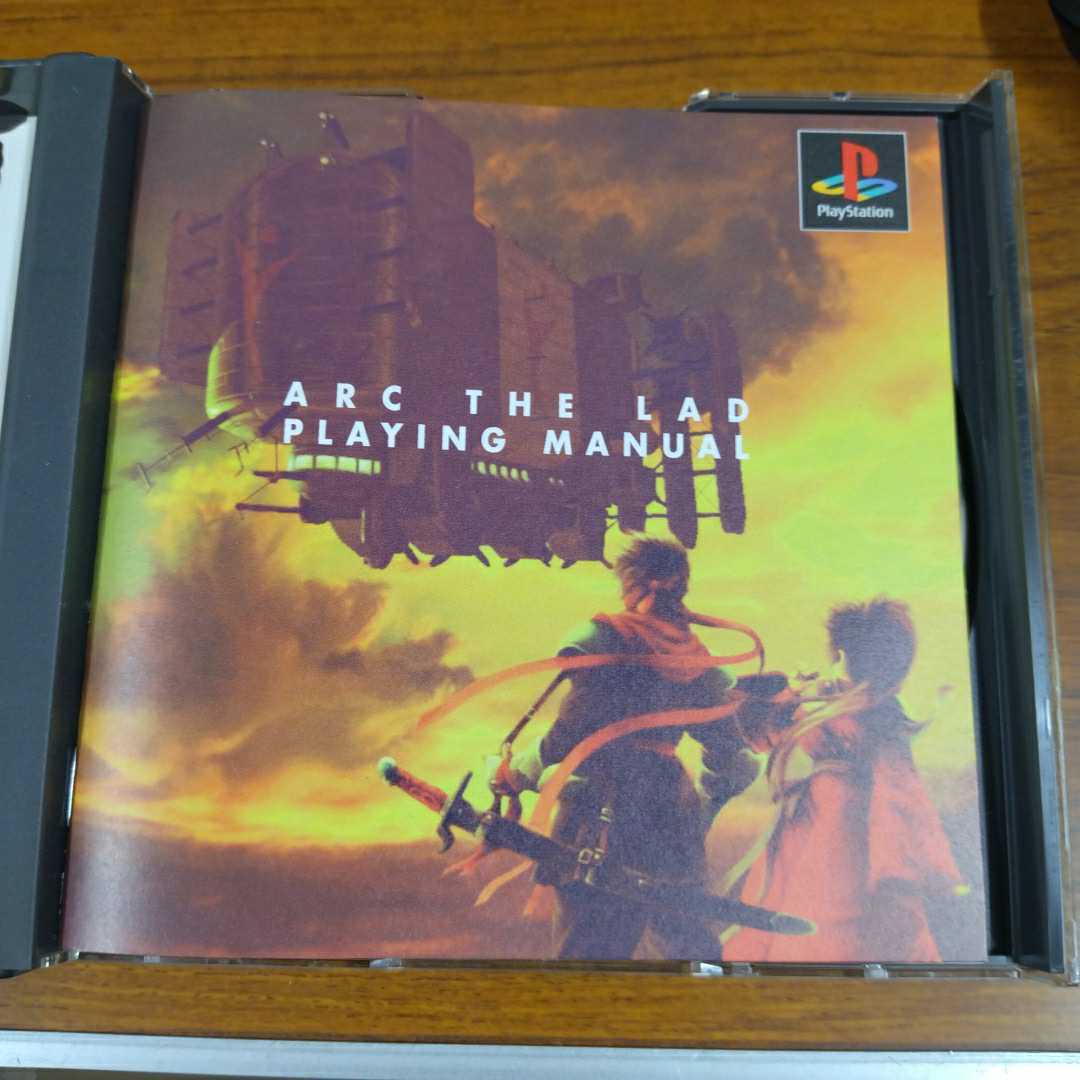 PlayStation
ARC THE LAD
PLAYING MANUAL